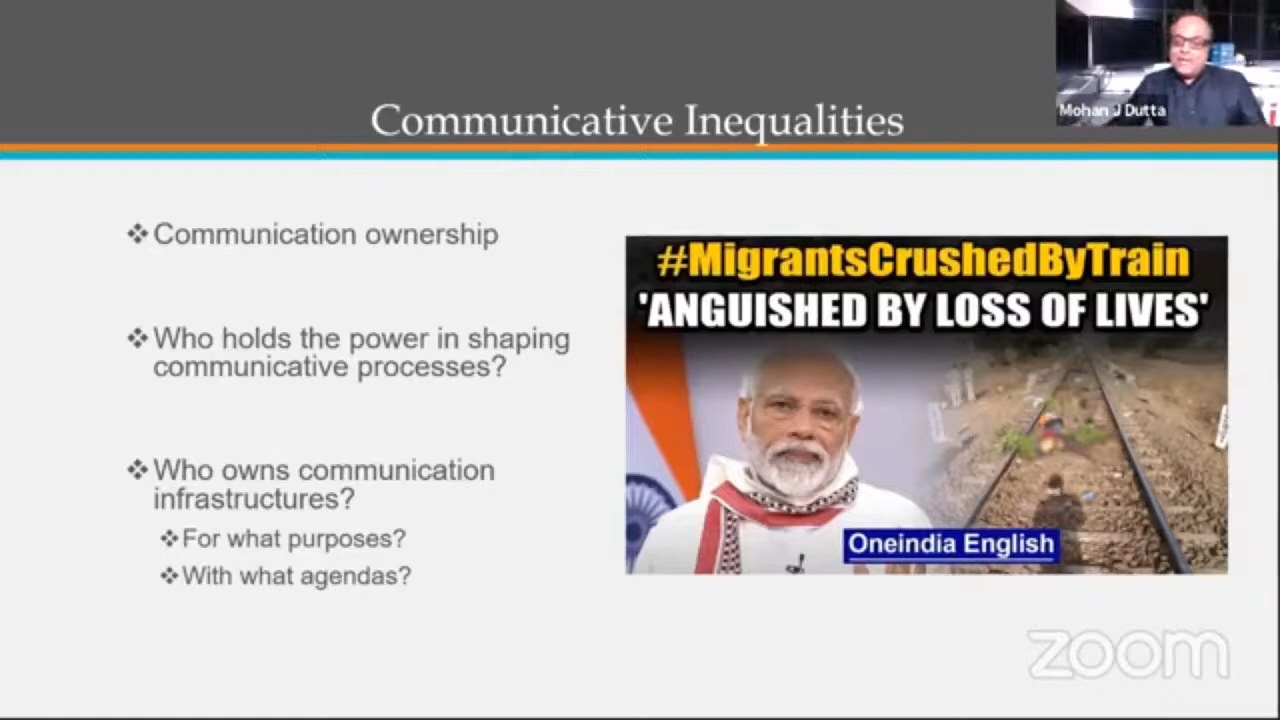 Mohan J Dutta
Communicative Inequalities
Communication ownership
Who holds the power in shaping
communicative processes?
Who owns communication
infrastructures?
For what purposes?
With what agendas?
#MigrantsCrushedByTrain
'ANGUISHED BY LOSS OF LIVES'
Oneindia English
zoom